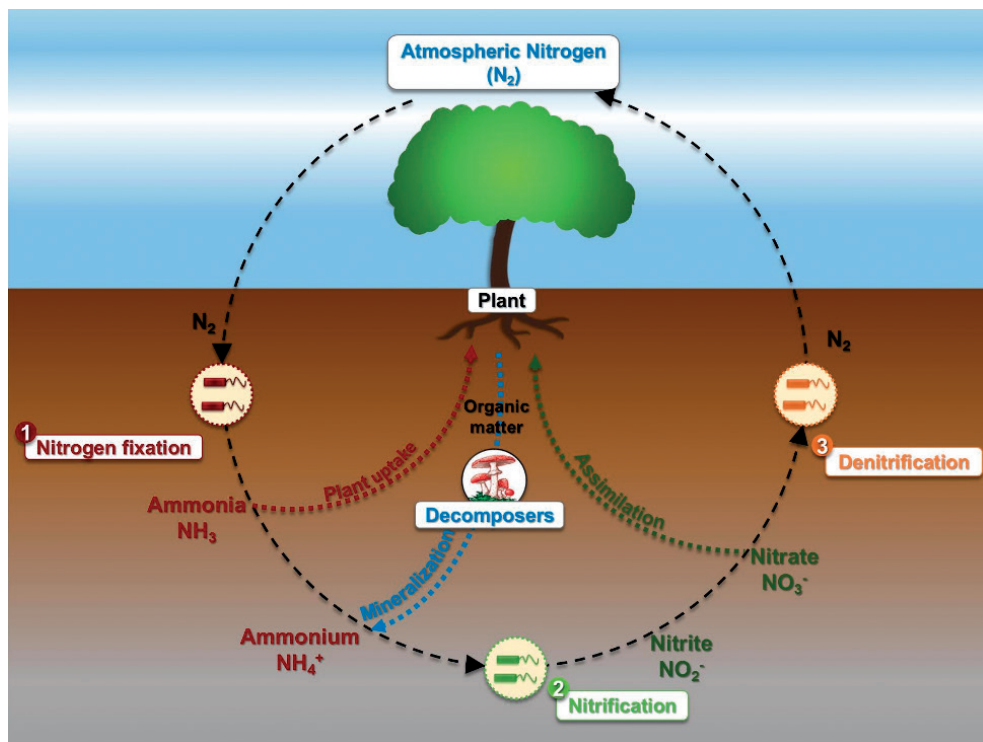 Atmospheric Nitrogen
(N₂)
Plant
N₂
N₂
Organic
matter
1
Nitrogen fixation
3
Denitrification
Plant uptake
Assimilation
Ammonia
NH₃
Decomposers
Nitrate
NO₃⁻
Mineralization
Ammonium
NH₄⁺
Nitrite
NO₂⁻
2
Nitrification